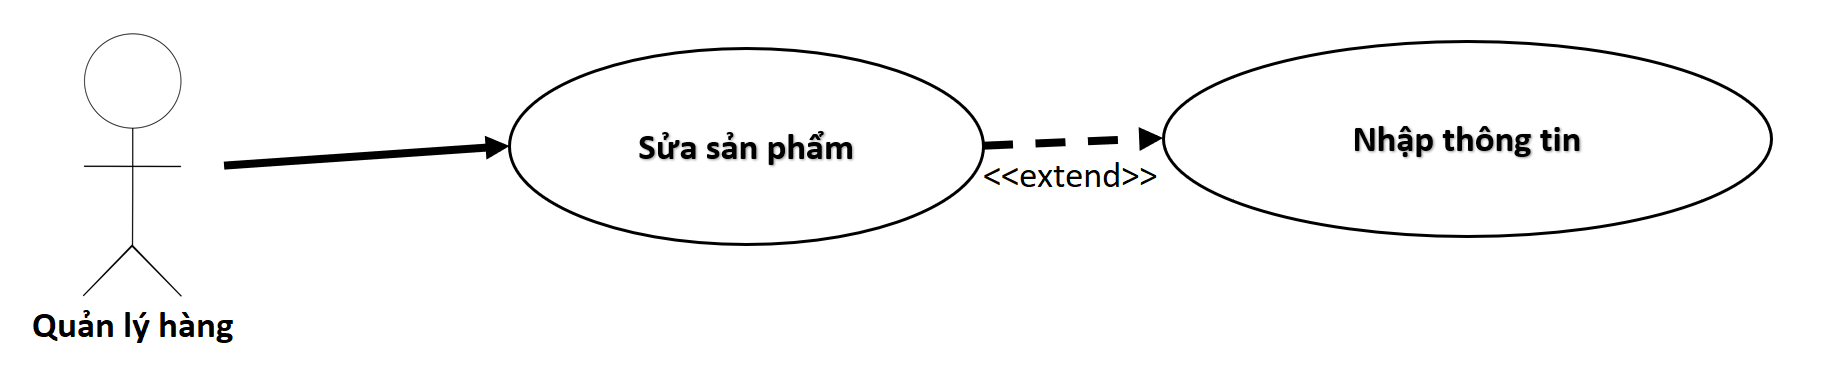 Sửa sản phẩm
Nhập thông tin
<<extend>>
Quản lý hàng